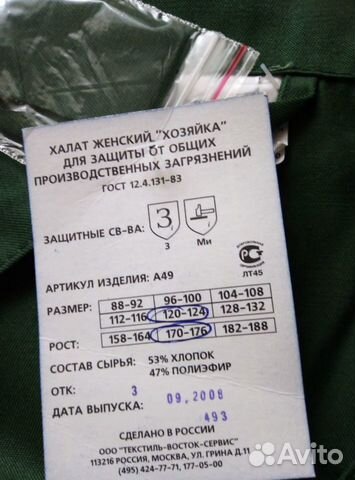 ХАЛАТ ЖЕНСКИЙ "ХОЗЯЙКА"
ДЛЯ ЗАЩИТЫ ОТ ОБЩИХ
ПРОИЗВОДСТВЕННЫХ ЗАГРЯЗНЕНИЙ
ГОСТ 12.4.131-83
ЗАЩИТНЫЕ СВ-ВА:
З
З Ми
АРТИКУЛ ИЗДЕЛИЯ: А49
ЛТ45
РАЗМЕР: 88-92 96-100 104-108
112-116 120-124 128-132
РОСТ: 158-164 170-176 182-188
СОСТАВ СЫРЬЯ: 53% ХЛОПОК
47% ПОЛИЭФИР
ОТК: 3
ДАТА ВЫПУСКА: 09.2008
493
СДЕЛАНО В РОССИИ
ООО "ТЕКСТИЛЬ-ВОСТОК-СЕРВИС"
113216 РОССИЯ, МОСКВА, УЛ. ГРИНА Д.11
(495) 424-77-71, 177-05-00
Avito